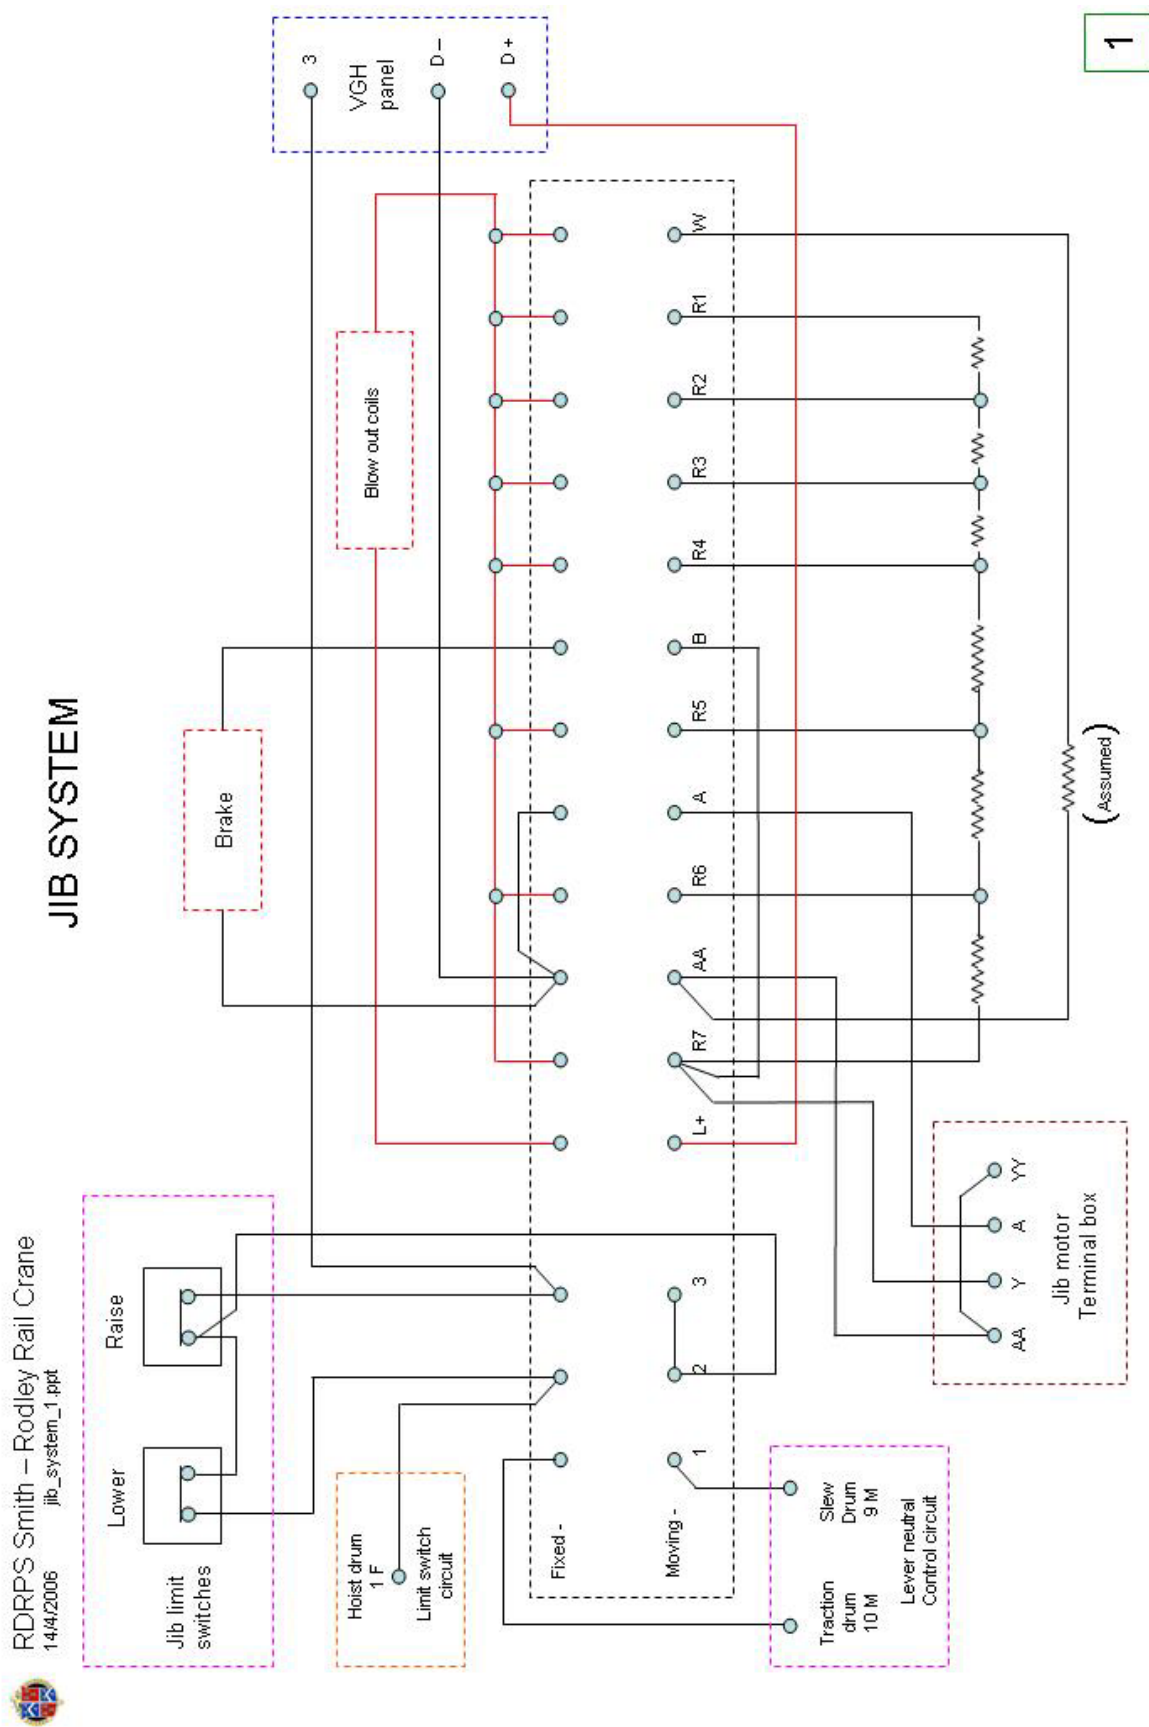 RDRPS Smith – Rodley Rail Crane
14/4/2006
jib_system_1.ppt
JIB SYSTEM
1
Jib limit
switches
Lower
Raise
Brake
Blow out coils
3
VGH
panel
D –
D +
Hoist drum
1 F
Limit switch
circuit
Fixed -
Moving -
1
2
3
L+
R7
AA
R6
A
R5
B
R4
R3
R2
R1
W
Traction
drum
10 M
Slew
Drum
9 M
Lever neutral
Control circuit
AA
Y
A
YY
Jib motor
Terminal box
(Assumed)